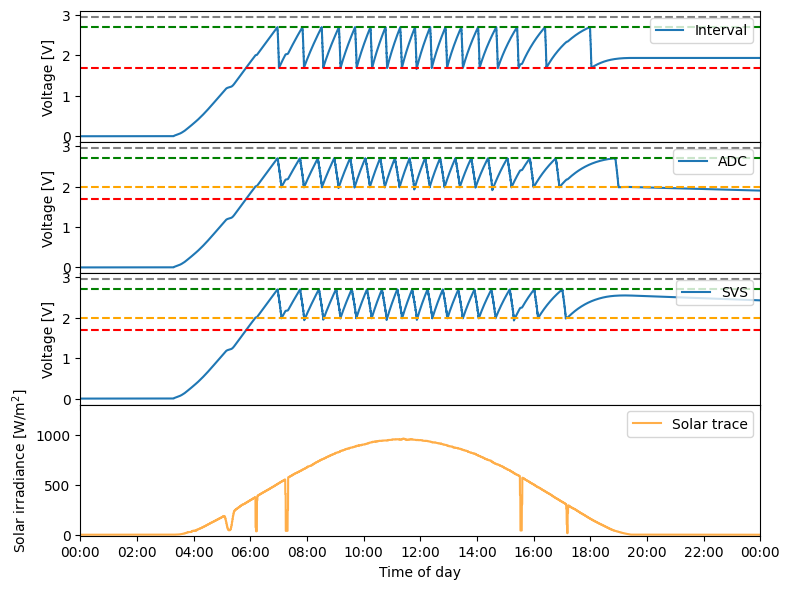 3
2
1
0
Voltage [V]
Interval
3
2
1
0
Voltage [V]
ADC
3
2
1
0
Voltage [V]
SVS
1000
500
0
Solar irradiance [W/m²]
Solar trace
00:00 02:00 04:00 06:00 08:00 10:00 12:00 14:00 16:00 18:00 20:00 22:00 00:00
Time of day